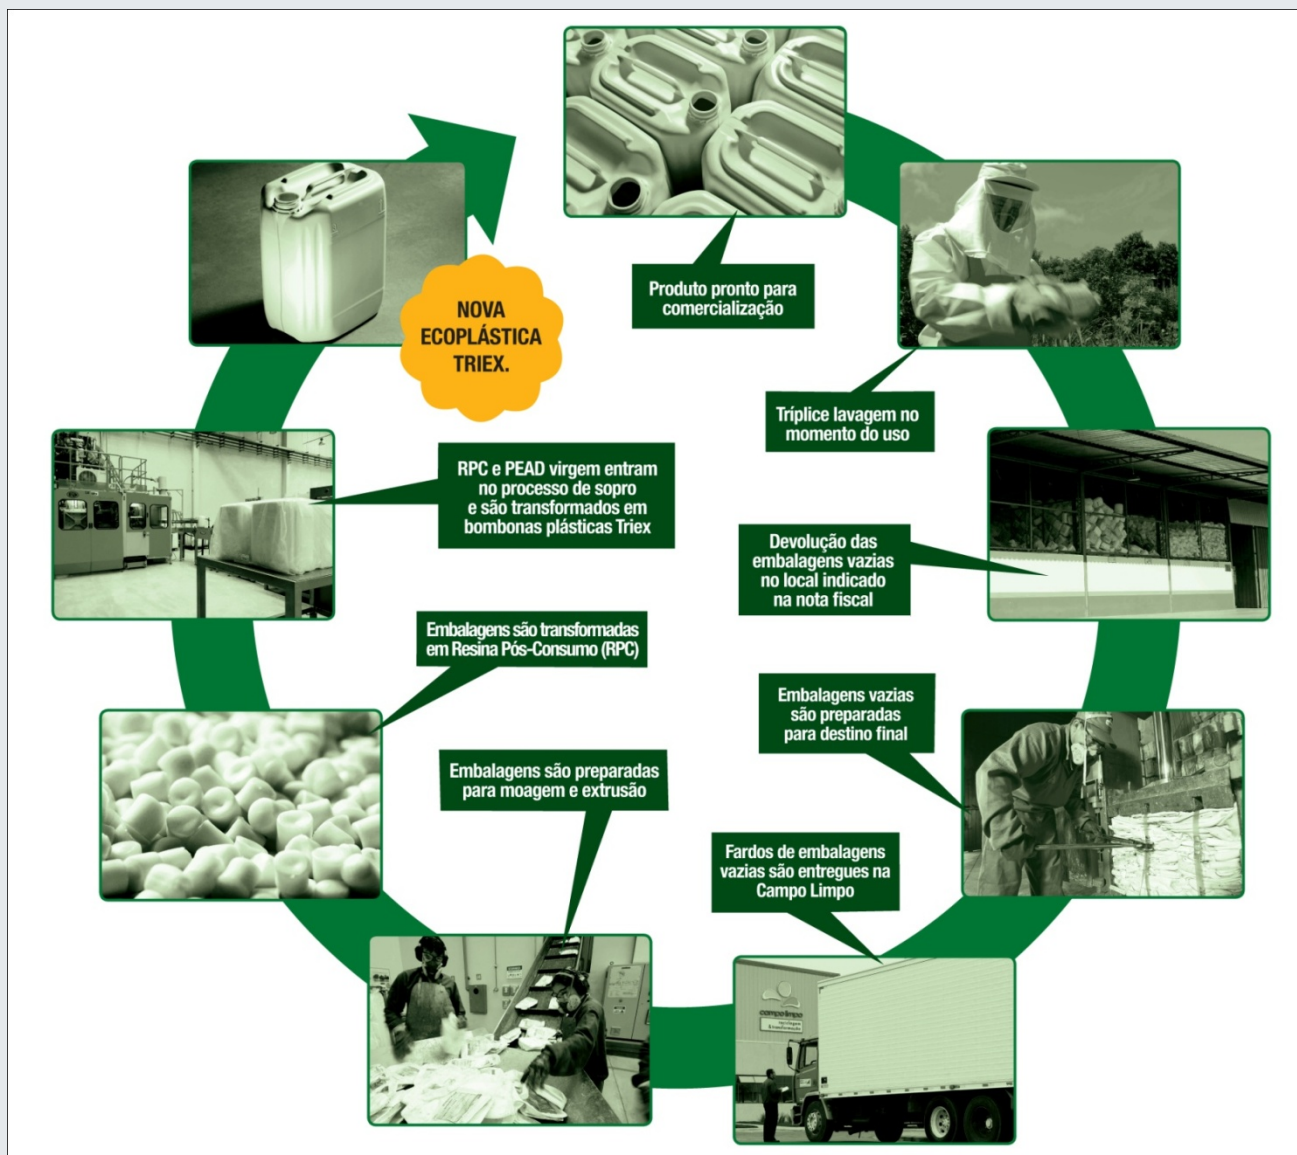 Produto pronto para
comercialização
Tríplice lavagem no
momento do uso
Devolução das
embalagens vazias
no local indicado
na nota fiscal
Embalagens vazias
são preparadas
para destino final
Fardos de embalagens
vazias são entregues na
Campo Limpo
campo limpo
Embalagens são preparadas
para moagem e extrusão
Embalagens são transformadas
em Resina Pós-Consumo (RPC)
RPC e PEAD virgem entram
no processo de sopro
e são transformados em
bombonas plásticas Triex
NOVA
ECOPLÁSTICA
TRIEX.